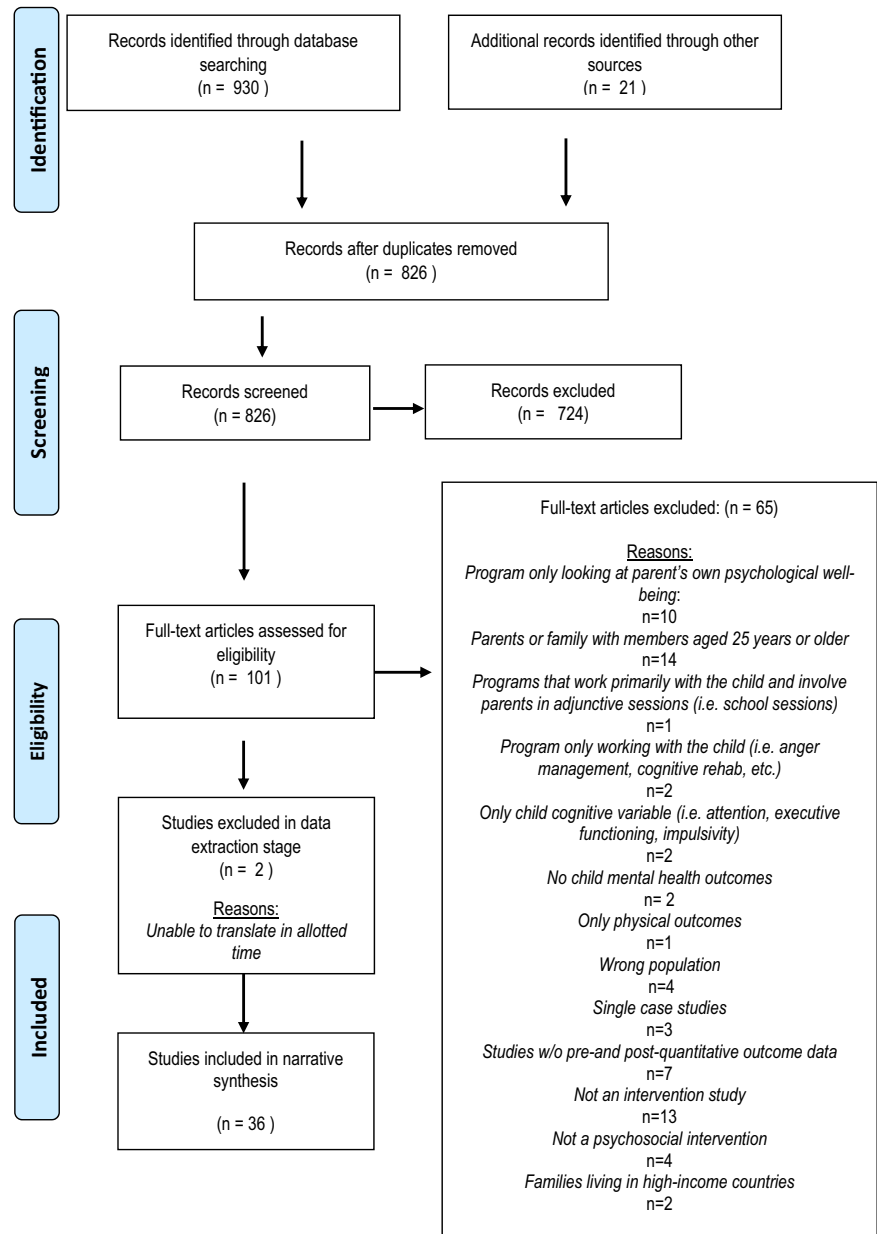 Identification
Records identified through database
searching
(n = 930 )
Additional records identified through other
sources
(n = 21 )
Records after duplicates removed
(n = 826 )
Screening
Records screened
(n = 826)
Records excluded
(n = 724)
Eligibility
Full-text articles assessed for
eligibility
(n = 101 )
Full-text articles excluded: (n = 65)
Reasons:
Program only looking at parent's own psychological well-
being:
n=10
Parents or family with members aged 25 years or older
n=14
Programs that work primarily with the child and involve
parents in adjunctive sessions (i.e. school sessions)
n=1
Program only working with the child (i.e. anger
management, cognitive rehab, etc.)
n=2
Only child cognitive variable (i.e. attention, executive
functioning, impulsivity)
n=2
No child mental health outcomes
n= 2
Only physical outcomes
n=1
Wrong population
n=4
Single case studies
n=3
Studies w/o pre-and post-quantitative outcome data
n=7
Not an intervention study
n=13
Not a psychosocial intervention
n=4
Families living in high-income countries
n=2
Studies excluded in data
extraction stage
(n = 2 )
Reasons:
Unable to translate in allotted
time
Included
Studies included in narrative
synthesis
(n = 36 )